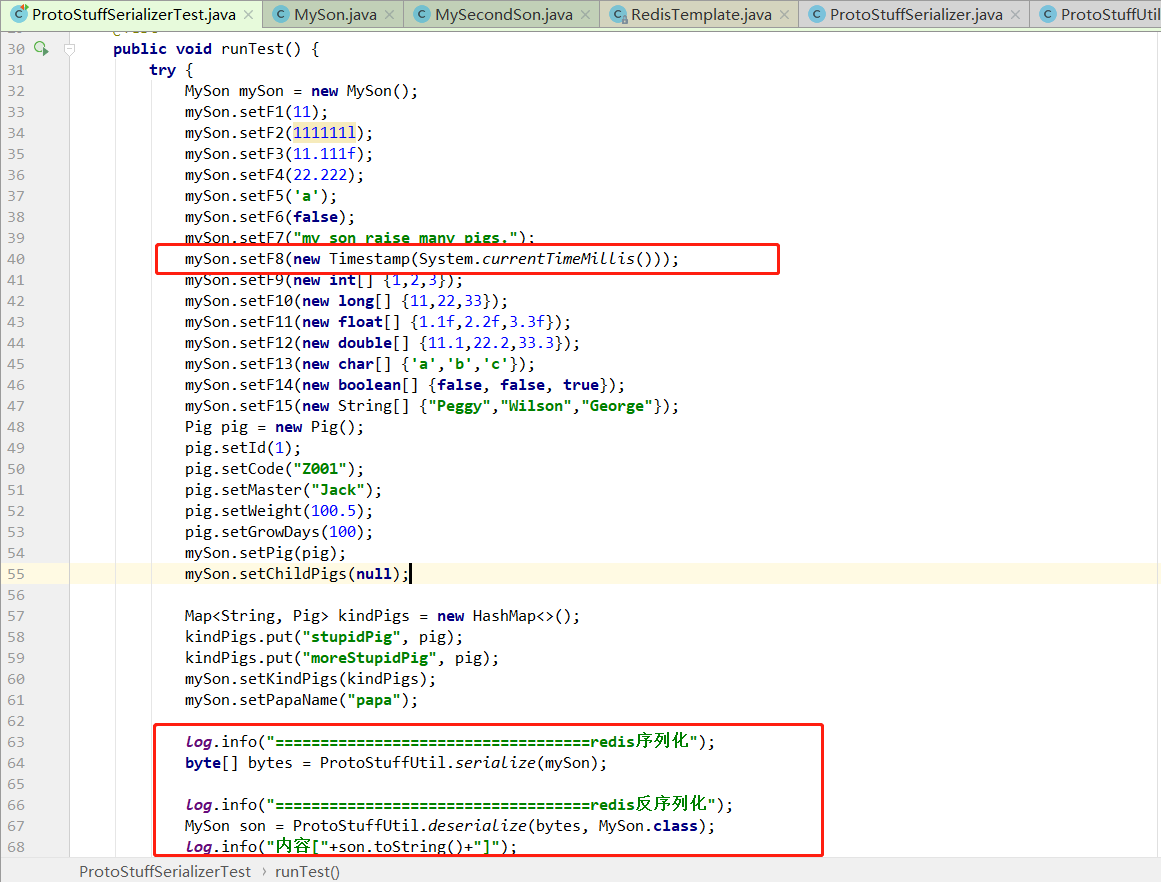 ProtoStuffSerializerTest.java × MySon.java × MySecondSon.java × RedisTemplate.java × ProtoStuffSerializer.java × ProtoStuffUtil
30 public void runTest() {
31 try {
32 MySon mySon = new MySon();
33 mySon.setF1(11);
34 mySon.setF2(111111l);
35 mySon.setF3(11.111f);
36 mySon.setF4(22.222);
37 mySon.setF5('a');
38 mySon.setF6(false);
39 mySon.setF7("my son raise many pigs.");
40 mySon.setF8(new Timestamp(System.currentTimeMillis()));
41 mySon.setF9(new int[] {1,2,3});
42 mySon.setF10(new long[] {11,22,33});
43 mySon.setF11(new float[] {1.1f,2.2f,3.3f});
44 mySon.setF12(new double[] {11.1,22.2,33.3});
45 mySon.setF13(new char[] {'a','b','c'});
46 mySon.setF14(new boolean[] {false, false, true});
47 mySon.setF15(new String[] {"Peggy","Wilson","George"});
48 Pig pig = new Pig();
49 pig.setId(1);
50 pig.setCode("Z001");
51 pig.setMaster("Jack");
52 pig.setWeight(100.5);
53 pig.setGrowDays(100);
54 mySon.setPig(pig);
55 mySon.setChildPigs(null);
56
57 Map<String, Pig> kindPigs = new HashMap<>();
58 kindPigs.put("stupidPig", pig);
59 kindPigs.put("moreStupidPig", pig);
60 mySon.setKindPigs(kindPigs);
61 mySon.setPapaName("papa");
62
63 log.info("===================================redis序列化");
64 byte[] bytes = ProtoStuffUtil.serialize(mySon);
65
66 log.info("===================================redis反序列化");
67 MySon son = ProtoStuffUtil.deserialize(bytes, MySon.class);
68 log.info("内容["+son.toString()+"]");
ProtoStuffSerializerTest › runTest()